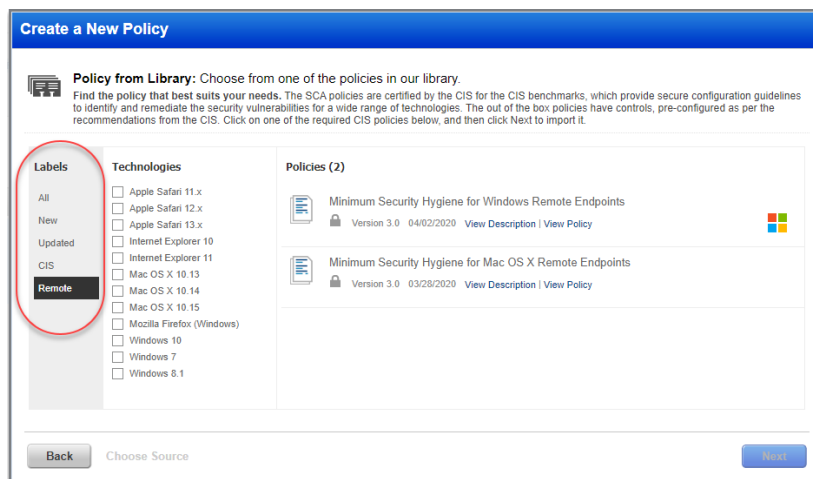 Create a New Policy
Policy from Library: Choose from one of the policies in our library.
Find the policy that best suits your needs. The SCA policies are certified by the CIS for the CIS benchmarks, which provide secure configuration guidelines
to identify and remediate the security vulnerabilities for a wide range of technologies. The out of the box policies have controls, pre-configured as per the
recommendations from the CIS. Click on one of the required CIS policies below, and then click Next to import it.
Labels
All
New
Updated
CIS
Remote
Technologies
Apple Safari 11.x
Apple Safari 12.x
Apple Safari 13.x
Internet Explorer 10
Internet Explorer 11
Mac OS X 10.13
Mac OS X 10.14
Mac OS X 10.15
Mozilla Firefox (Windows)
Windows 10
Windows 7
Windows 8.1
Policies (2)
Minimum Security Hygiene for Windows Remote Endpoints
Version 3.0 04/02/2020 View Description | View Policy
Minimum Security Hygiene for Mac OS X Remote Endpoints
Version 3.0 03/28/2020 View Description | View Policy
Back
Choose Source
Next